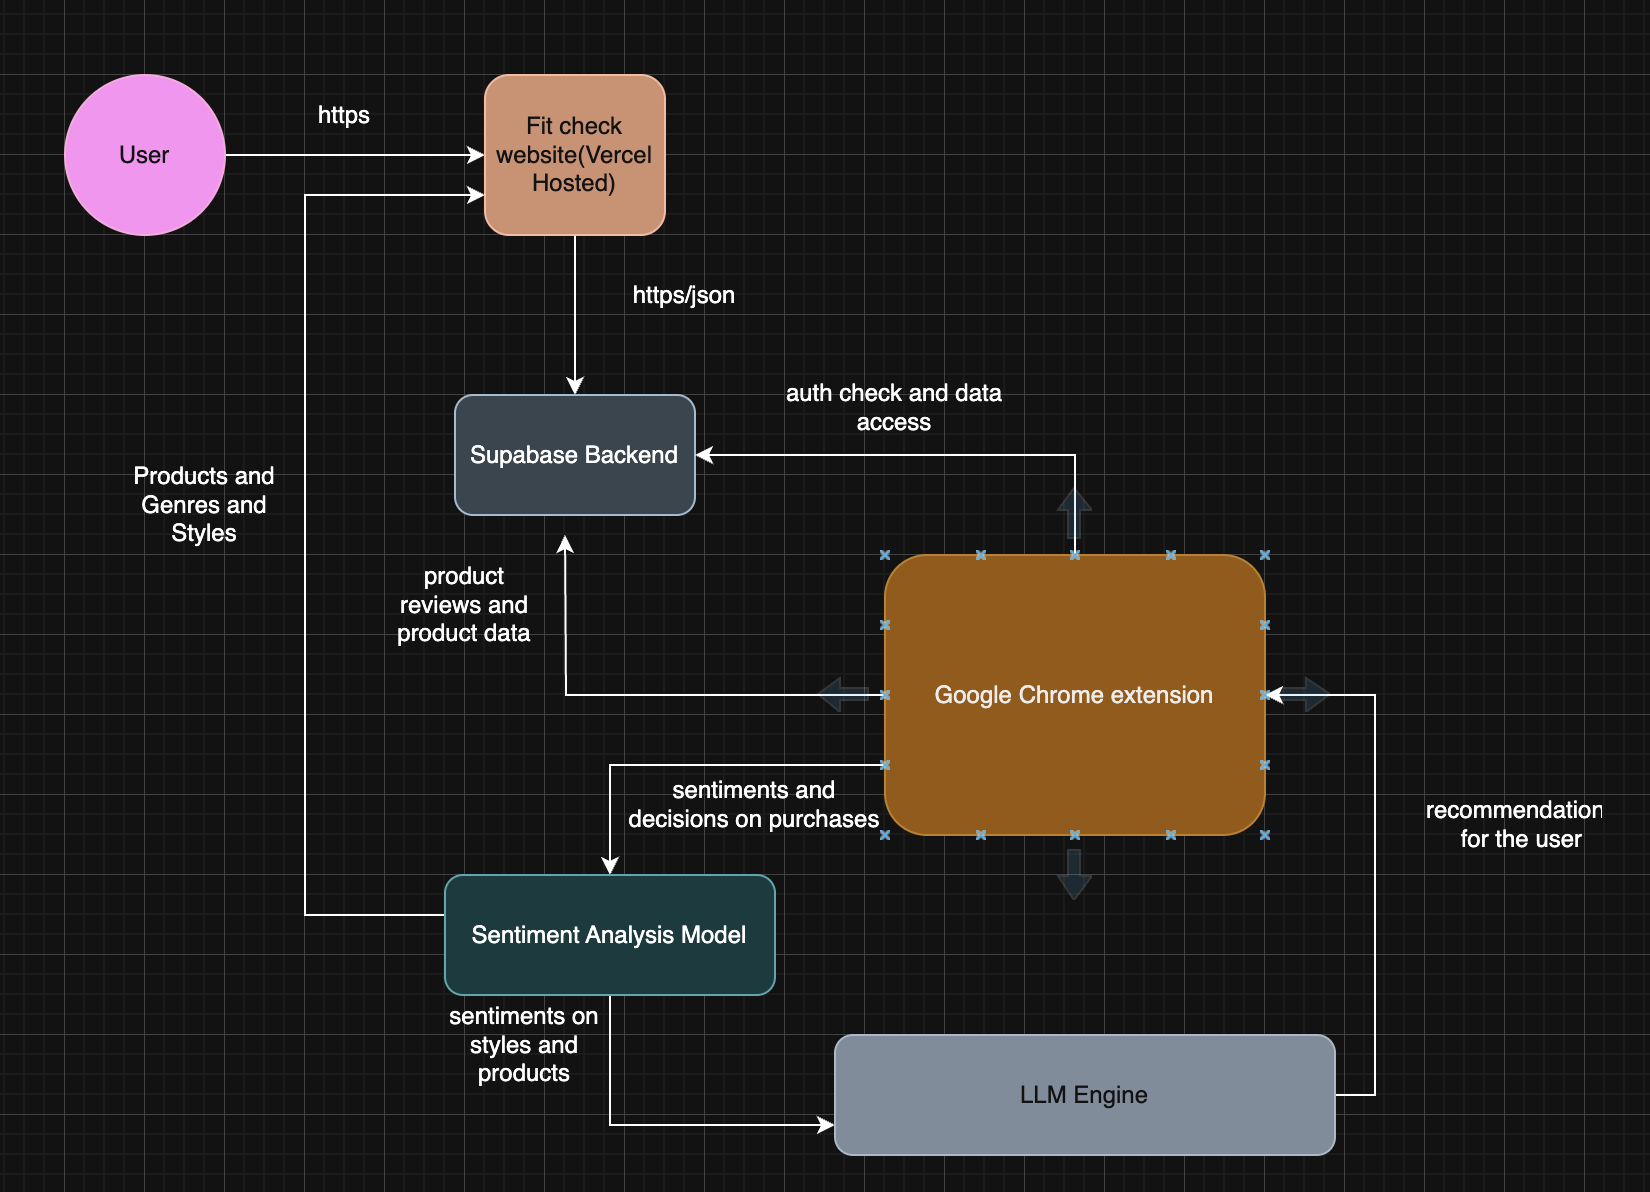 User
https
Fit check
website(Vercel
Hosted)
https/json
auth check and data
access
Supabase Backend
Products and
Genres and
Styles
product
reviews and
product data
Google Chrome extension
sentiments and
decisions on purchases
recommendation
for the user
Sentiment Analysis Model
sentiments on
styles and
products
LLM Engine